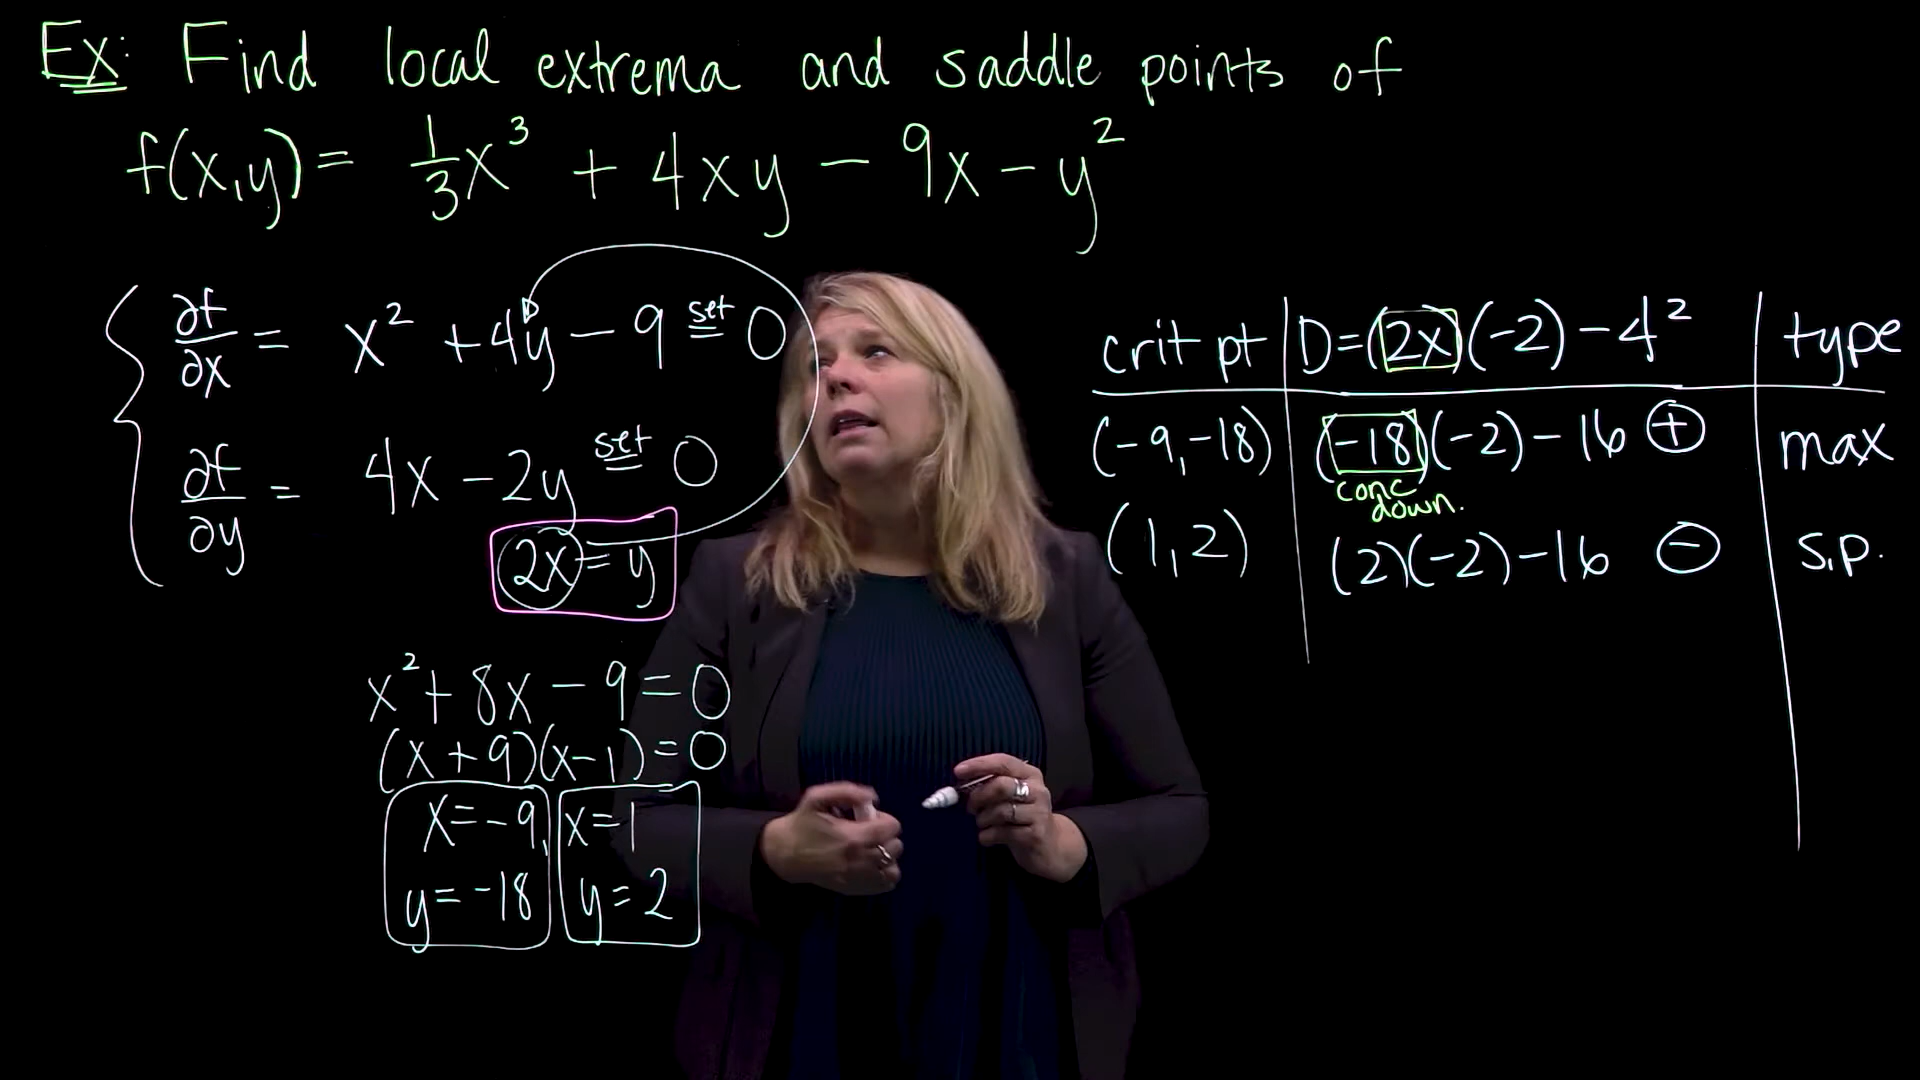 Ex: Find local extrema and saddle points of
f(x,y) = 1/3 x³ + 4xy − 9x − y²
∂f/∂x = x² + 4y − 9 set= 0
∂f/∂y = 4x − 2y set= 0
2x = y
x² + 8x − 9 = 0
(x + 9)(x − 1) = 0
x = −9, x = 1
y = −18 y = 2
crit pt D = (2x)(−2) − 4² type
(−9, −18) (−18)(−2) − 16 ⊕ max
conc down.
(1, 2) (2)(−2) − 16 ⊖ s.p.